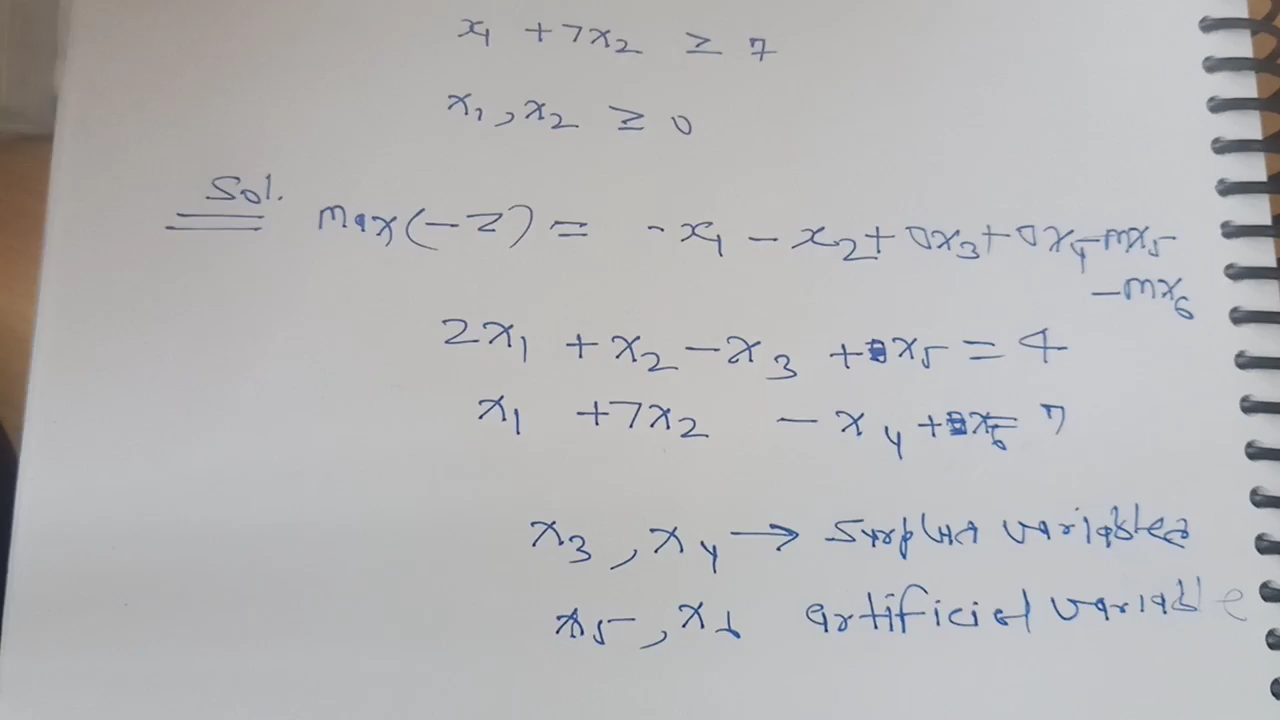 x₁ + 7x₂ ≥ 7
x₁, x₂ ≥ 0
Sol. Max(-Z) = -x₁ - x₂ + 0x₃ + 0x₄ - Mx₅
- Mx₆
2x₁ + x₂ - x₃ + x₅ = 4
x₁ + 7x₂ - x₄ + x₆ = 7
x₃, x₄ → Surplus variables
x₅, x₆ artificial variable